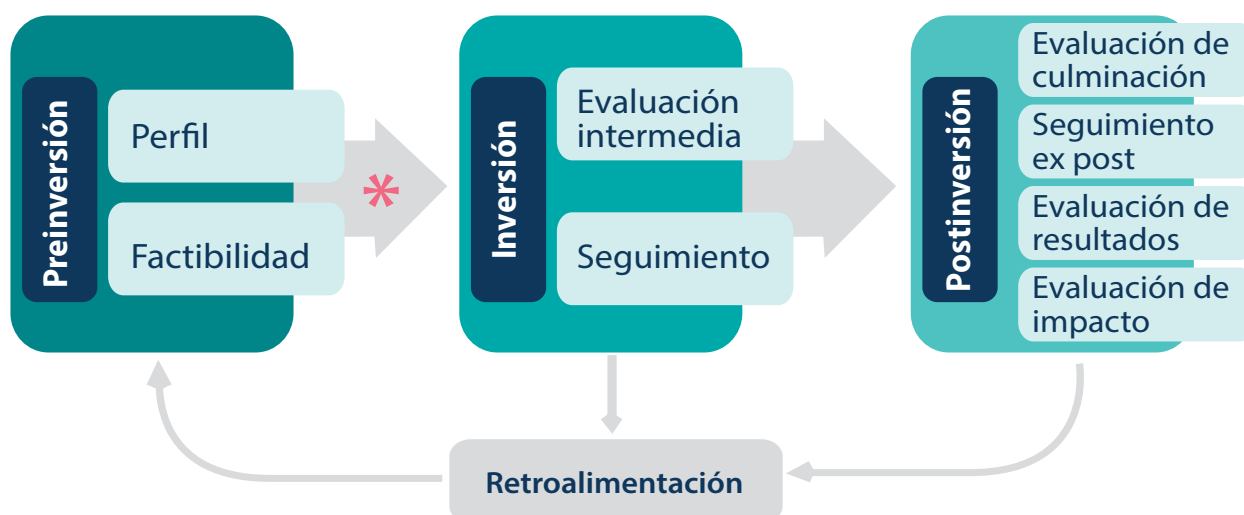 Preinversión
Perfil
*
Factibilidad
Inversión
Evaluación
intermedia
Seguimiento
Postinversión
Evaluación de
culminación
Seguimiento
ex post
Evaluación de
resultados
Evaluación de
impacto
Retroalimentación